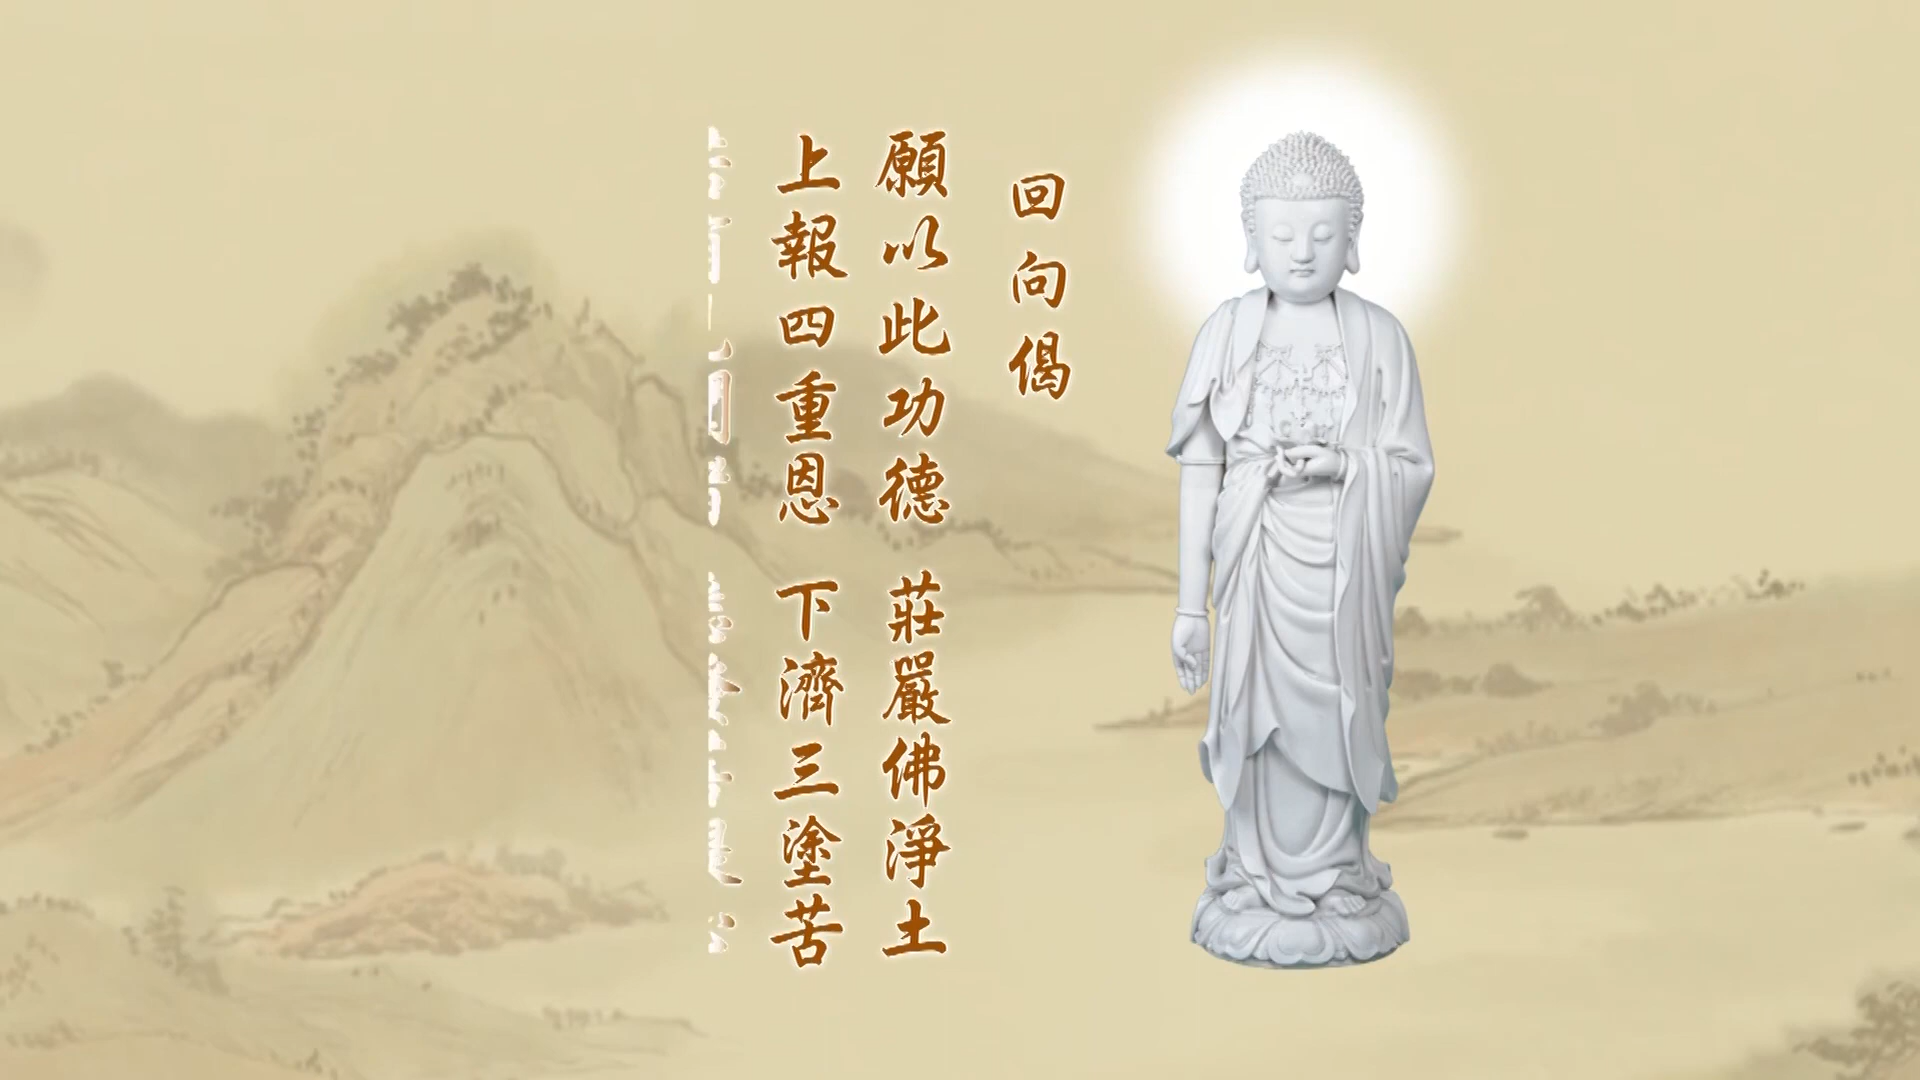 回向偈
願以此功德 莊嚴佛淨土
上報四重恩 下濟三塗苦